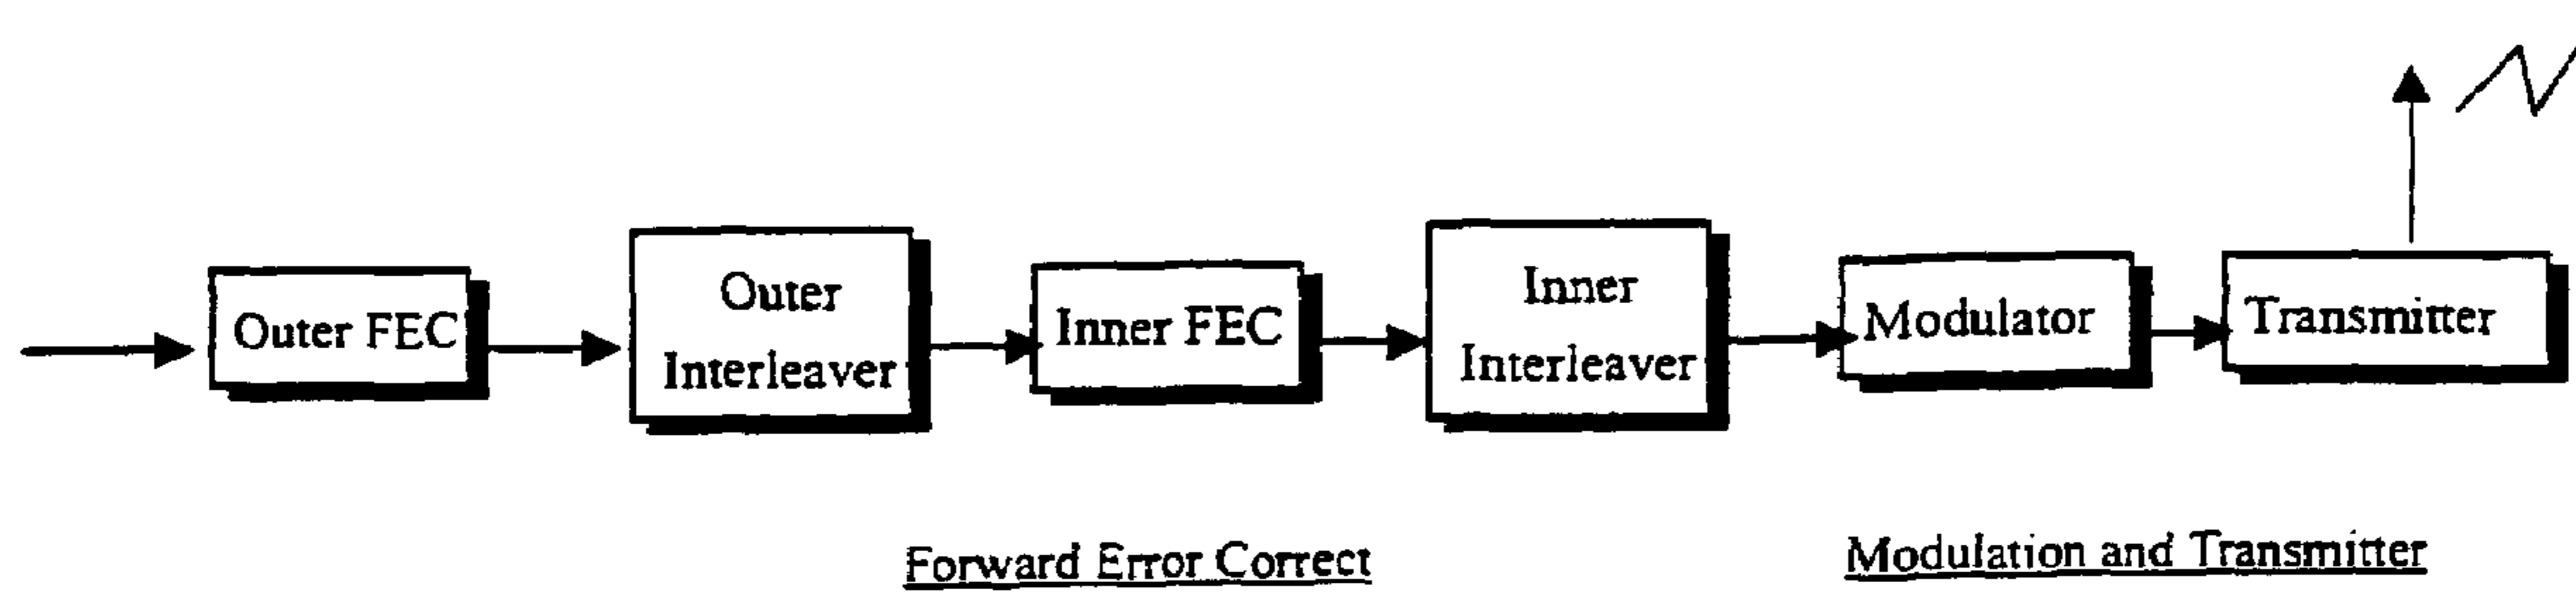 Outer FEC
Outer
Interleaver
Inner FEC
Inner
Interleaver
Modulator
Transmitter
Forward Error Correct
Modulation and Transmitter